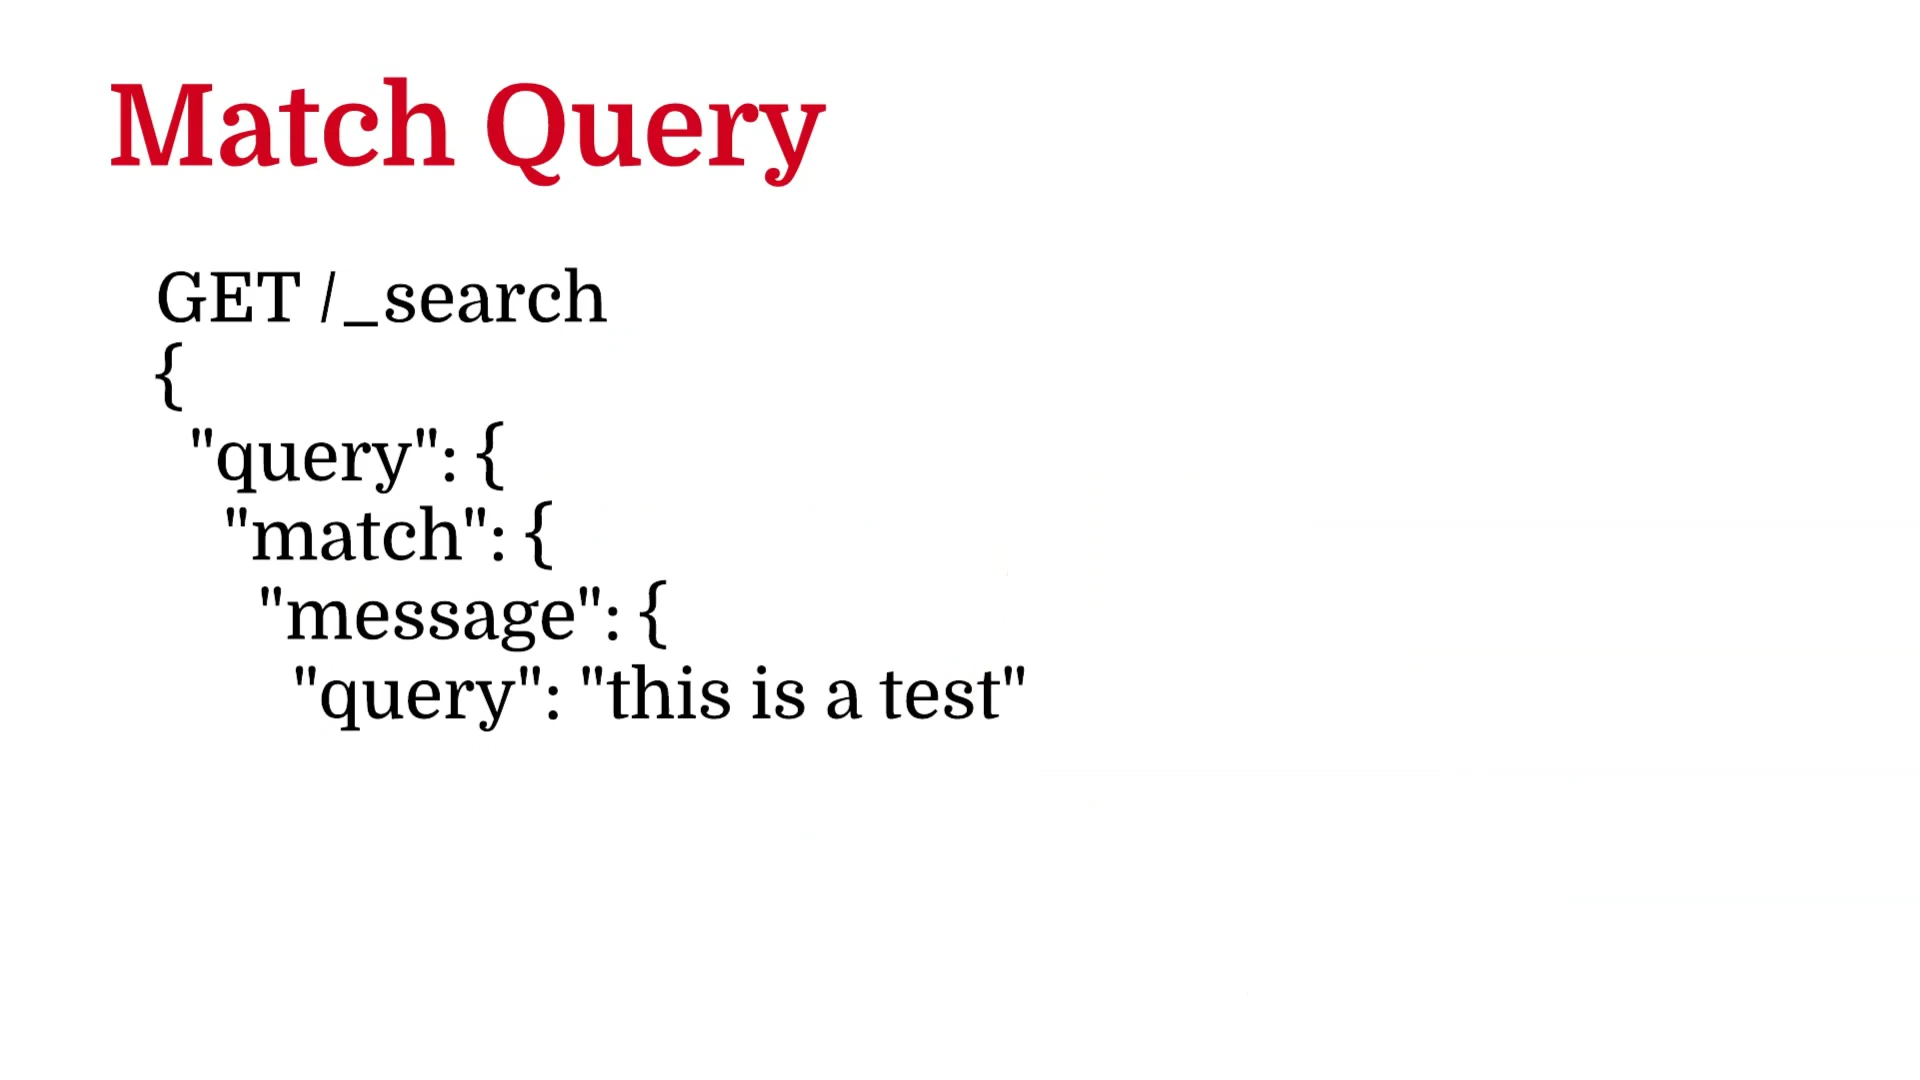 Match Query
GET /_search
{
"query": {
"match": {
"message": {
"query": "this is a test"